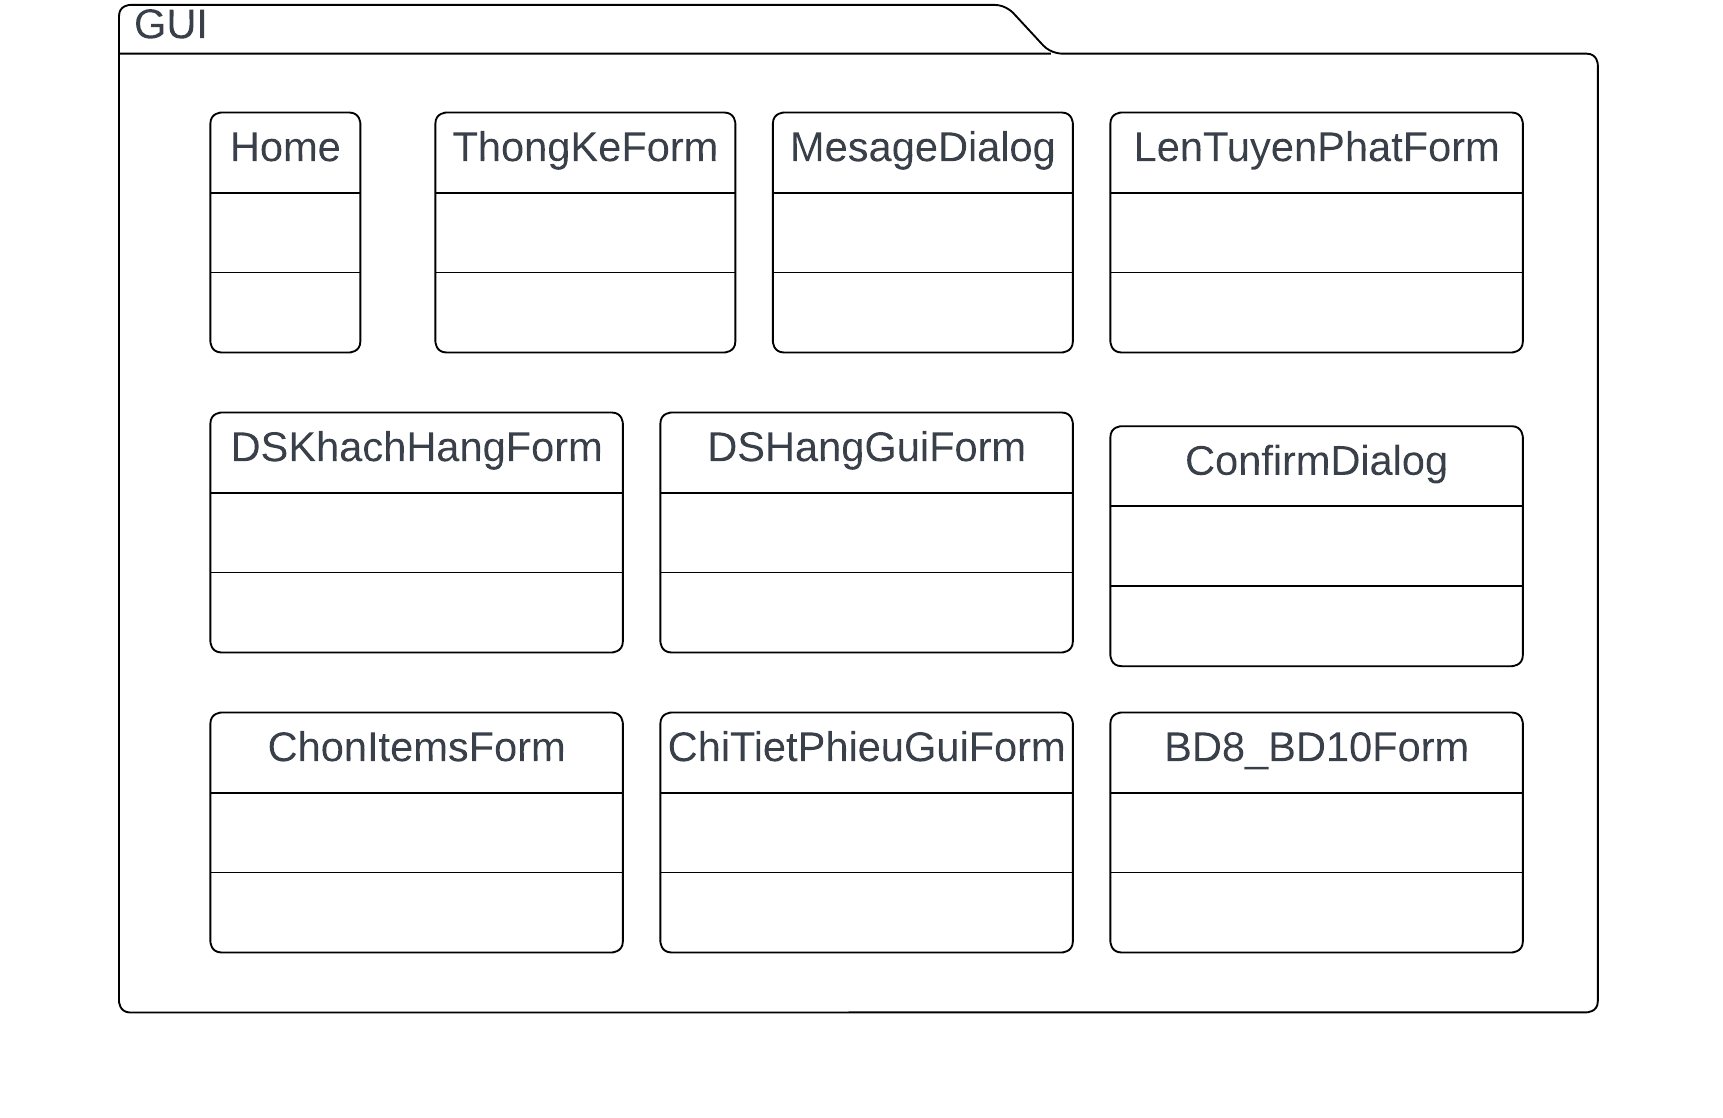 GUI
Home
ThongKeForm
MesageDialog
LenTuyenPhatForm
DSKhachHangForm
DSHangGuiForm
ConfirmDialog
ChonItemsForm
ChiTietPhieuGuiForm
BD8_BD10Form